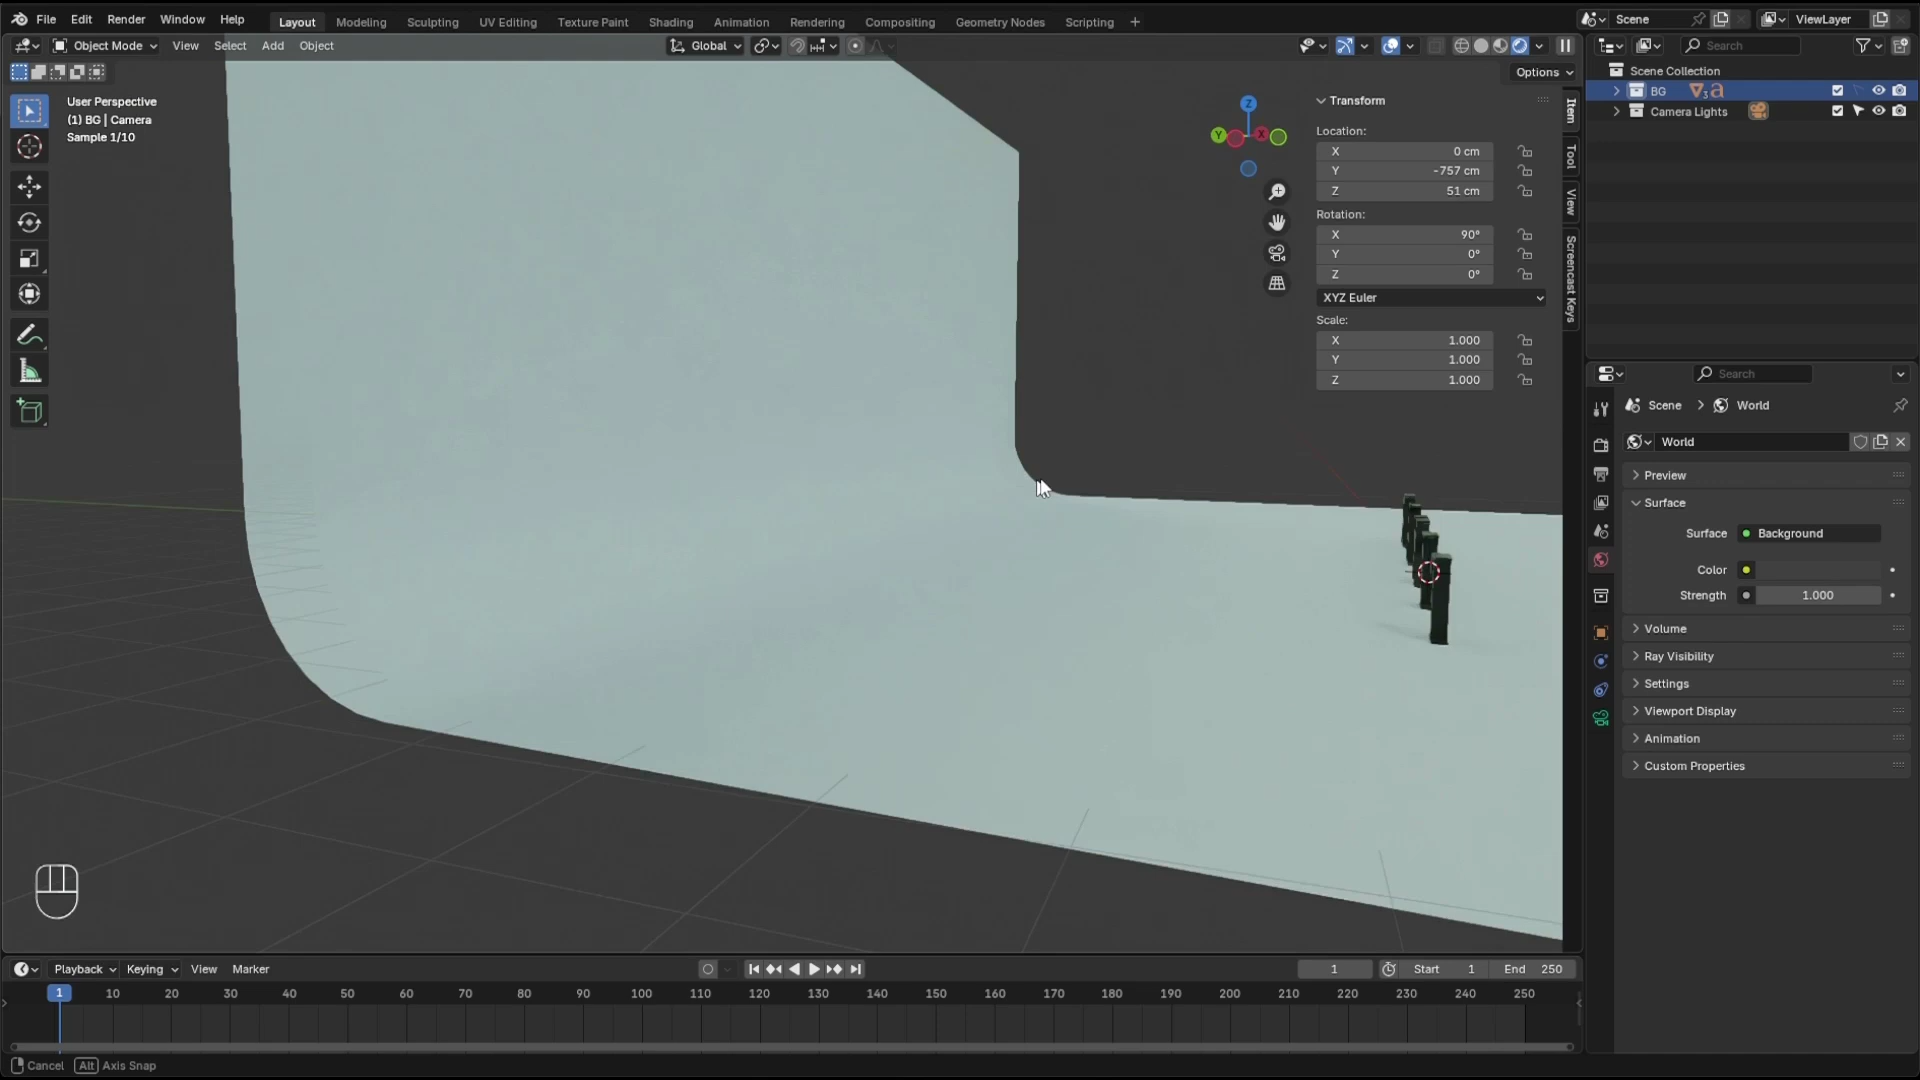 File Edit Render Window Help Layout Modeling Sculpting UV Editing Texture Paint Shading Animation Rendering Compositing Geometry Nodes Scripting + Scene ViewLayer
Object Mode View Select Add Object Global Search
Options
Scene Collection
BG 3
Camera Lights
User Perspective
(1) BG | Camera
Sample 1/10
Z
Y
X
Transform
Location:
X 0 cm
Y -757 cm
Z 51 cm
Rotation:
X 90°
Y 0°
Z 0°
XYZ Euler
Scale:
X 1.000
Y 1.000
Z 1.000
Item
Tool
View
Screencast Keys
Search
Scene > World
World
Preview
Surface
Surface Background
Color
Strength 1.000
Volume
Ray Visibility
Settings
Viewport Display
Animation
Custom Properties
Playback Keying View Marker 1 Start 1 End 250
1 10 20 30 40 50 60 70 80 90 100 110 120 130 140 150 160 170 180 190 200 210 220 230 240 250
Cancel Alt Axis Snap